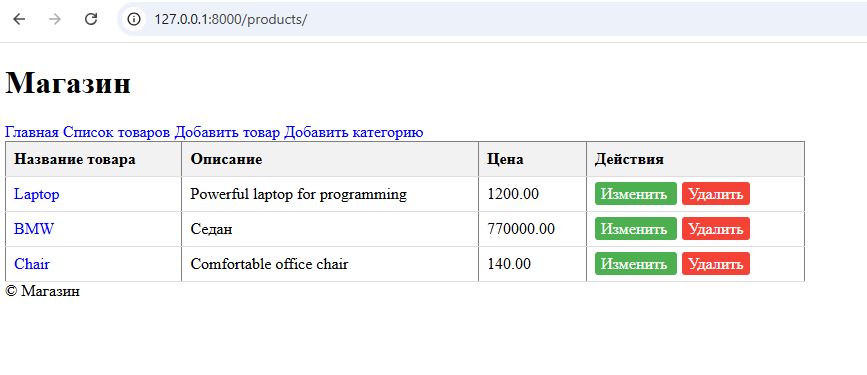 127.0.0.1:8000/products/
Магазин
Главная Список товаров Добавить товар Добавить категорию
Название товара Описание Цена Действия
Laptop Powerful laptop for programming 1200.00 Изменить Удалить
BMW Седан 770000.00 Изменить Удалить
Chair Comfortable office chair 140.00 Изменить Удалить
© Магазин